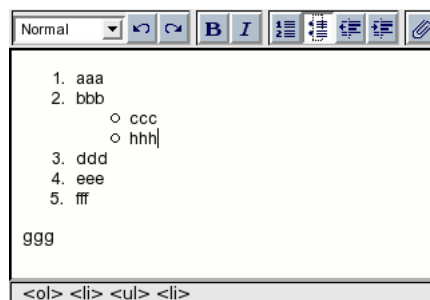 Normal B I
1. aaa
2. bbb
○ ccc
○ hhh
3. ddd
4. eee
5. fff
ggg
<ol> <li> <ul> <li>